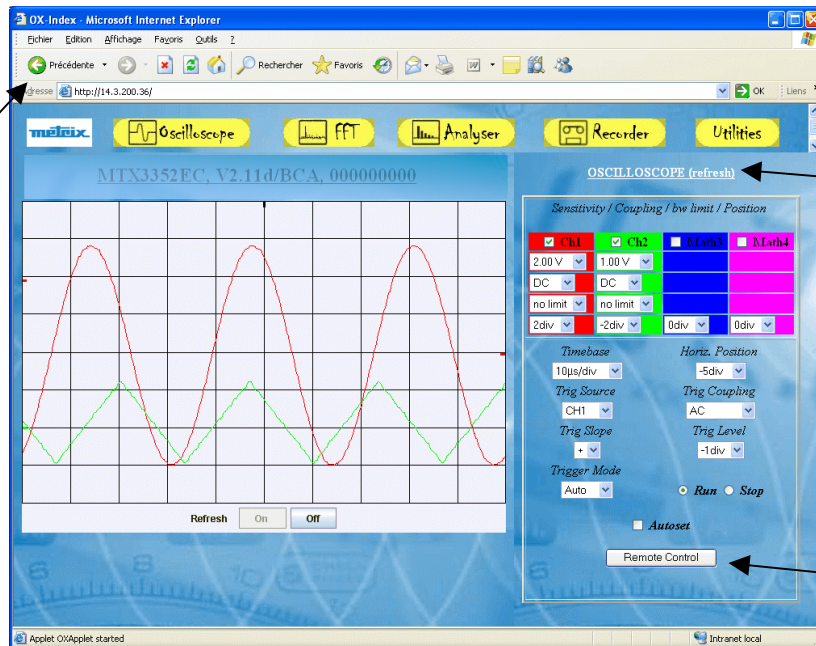 OX-Index - Microsoft Internet Explorer
Fichier Edition Affichage Favoris Outils ?
Précédente Rechercher Favoris
Adresse http://14.3.200.36/ OK Liens
metrix Oscilloscope FFT Analyser Recorder Utilities
MTX3352EC, V2.11d/BCA, 000000000
OSCILLOSCOPE (refresh)
Sensitivity / Coupling / bw limit / Position
Ch1 Ch2 Math3 Math4
2.00 V 1.00 V
DC DC
no limit no limit
2div -2div 0div 0div
Timebase Horiz. Position
10µs/div -5div
Trig Source Trig Coupling
CH1 AC
Trig Slope Trig Level
+ -1div
Trigger Mode
Auto Run Stop
Autoset
Remote Control
Refresh On Off
Applet OXApplet started Intranet local